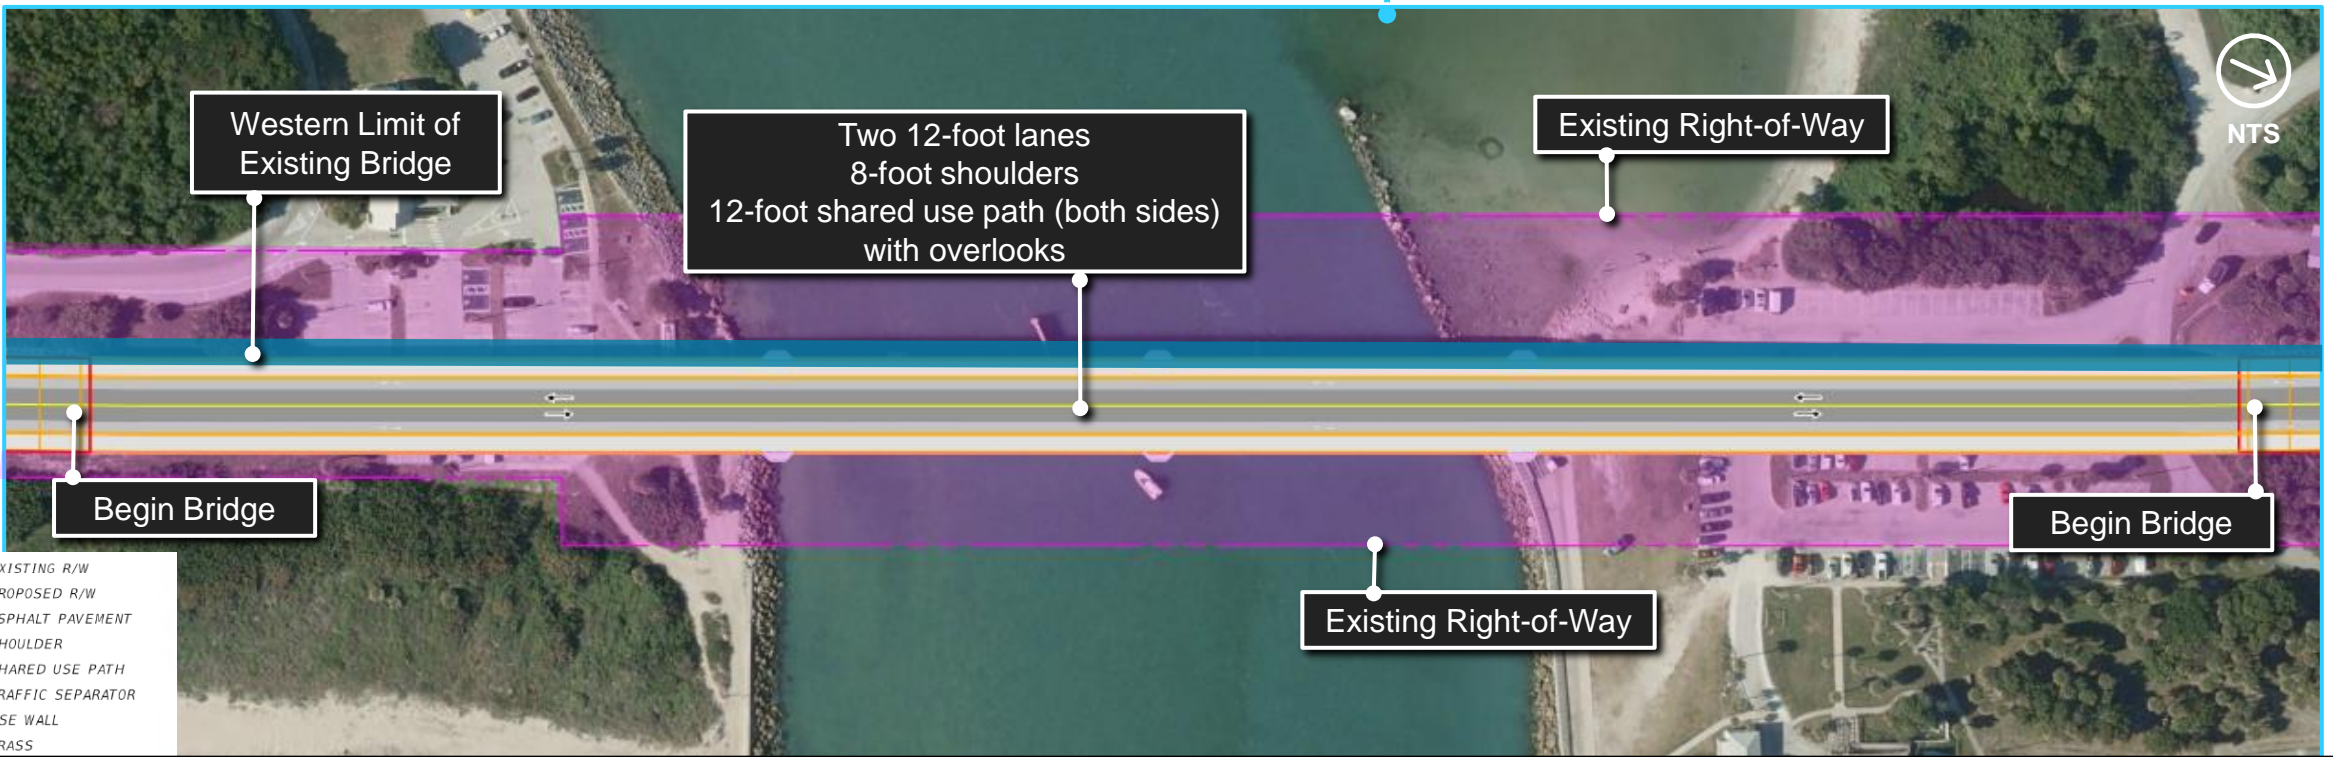 Western Limit of
Existing Bridge
Two 12-foot lanes
8-foot shoulders
12-foot shared use path (both sides)
with overlooks
Existing Right-of-Way
NTS
Begin Bridge
Begin Bridge
Existing Right-of-Way
XISTING R/W
ROPOSED R/W
SPHALT PAVEMENT
HOULDER
HARED USE PATH
RAFFIC SEPARATOR
SE WALL
RASS